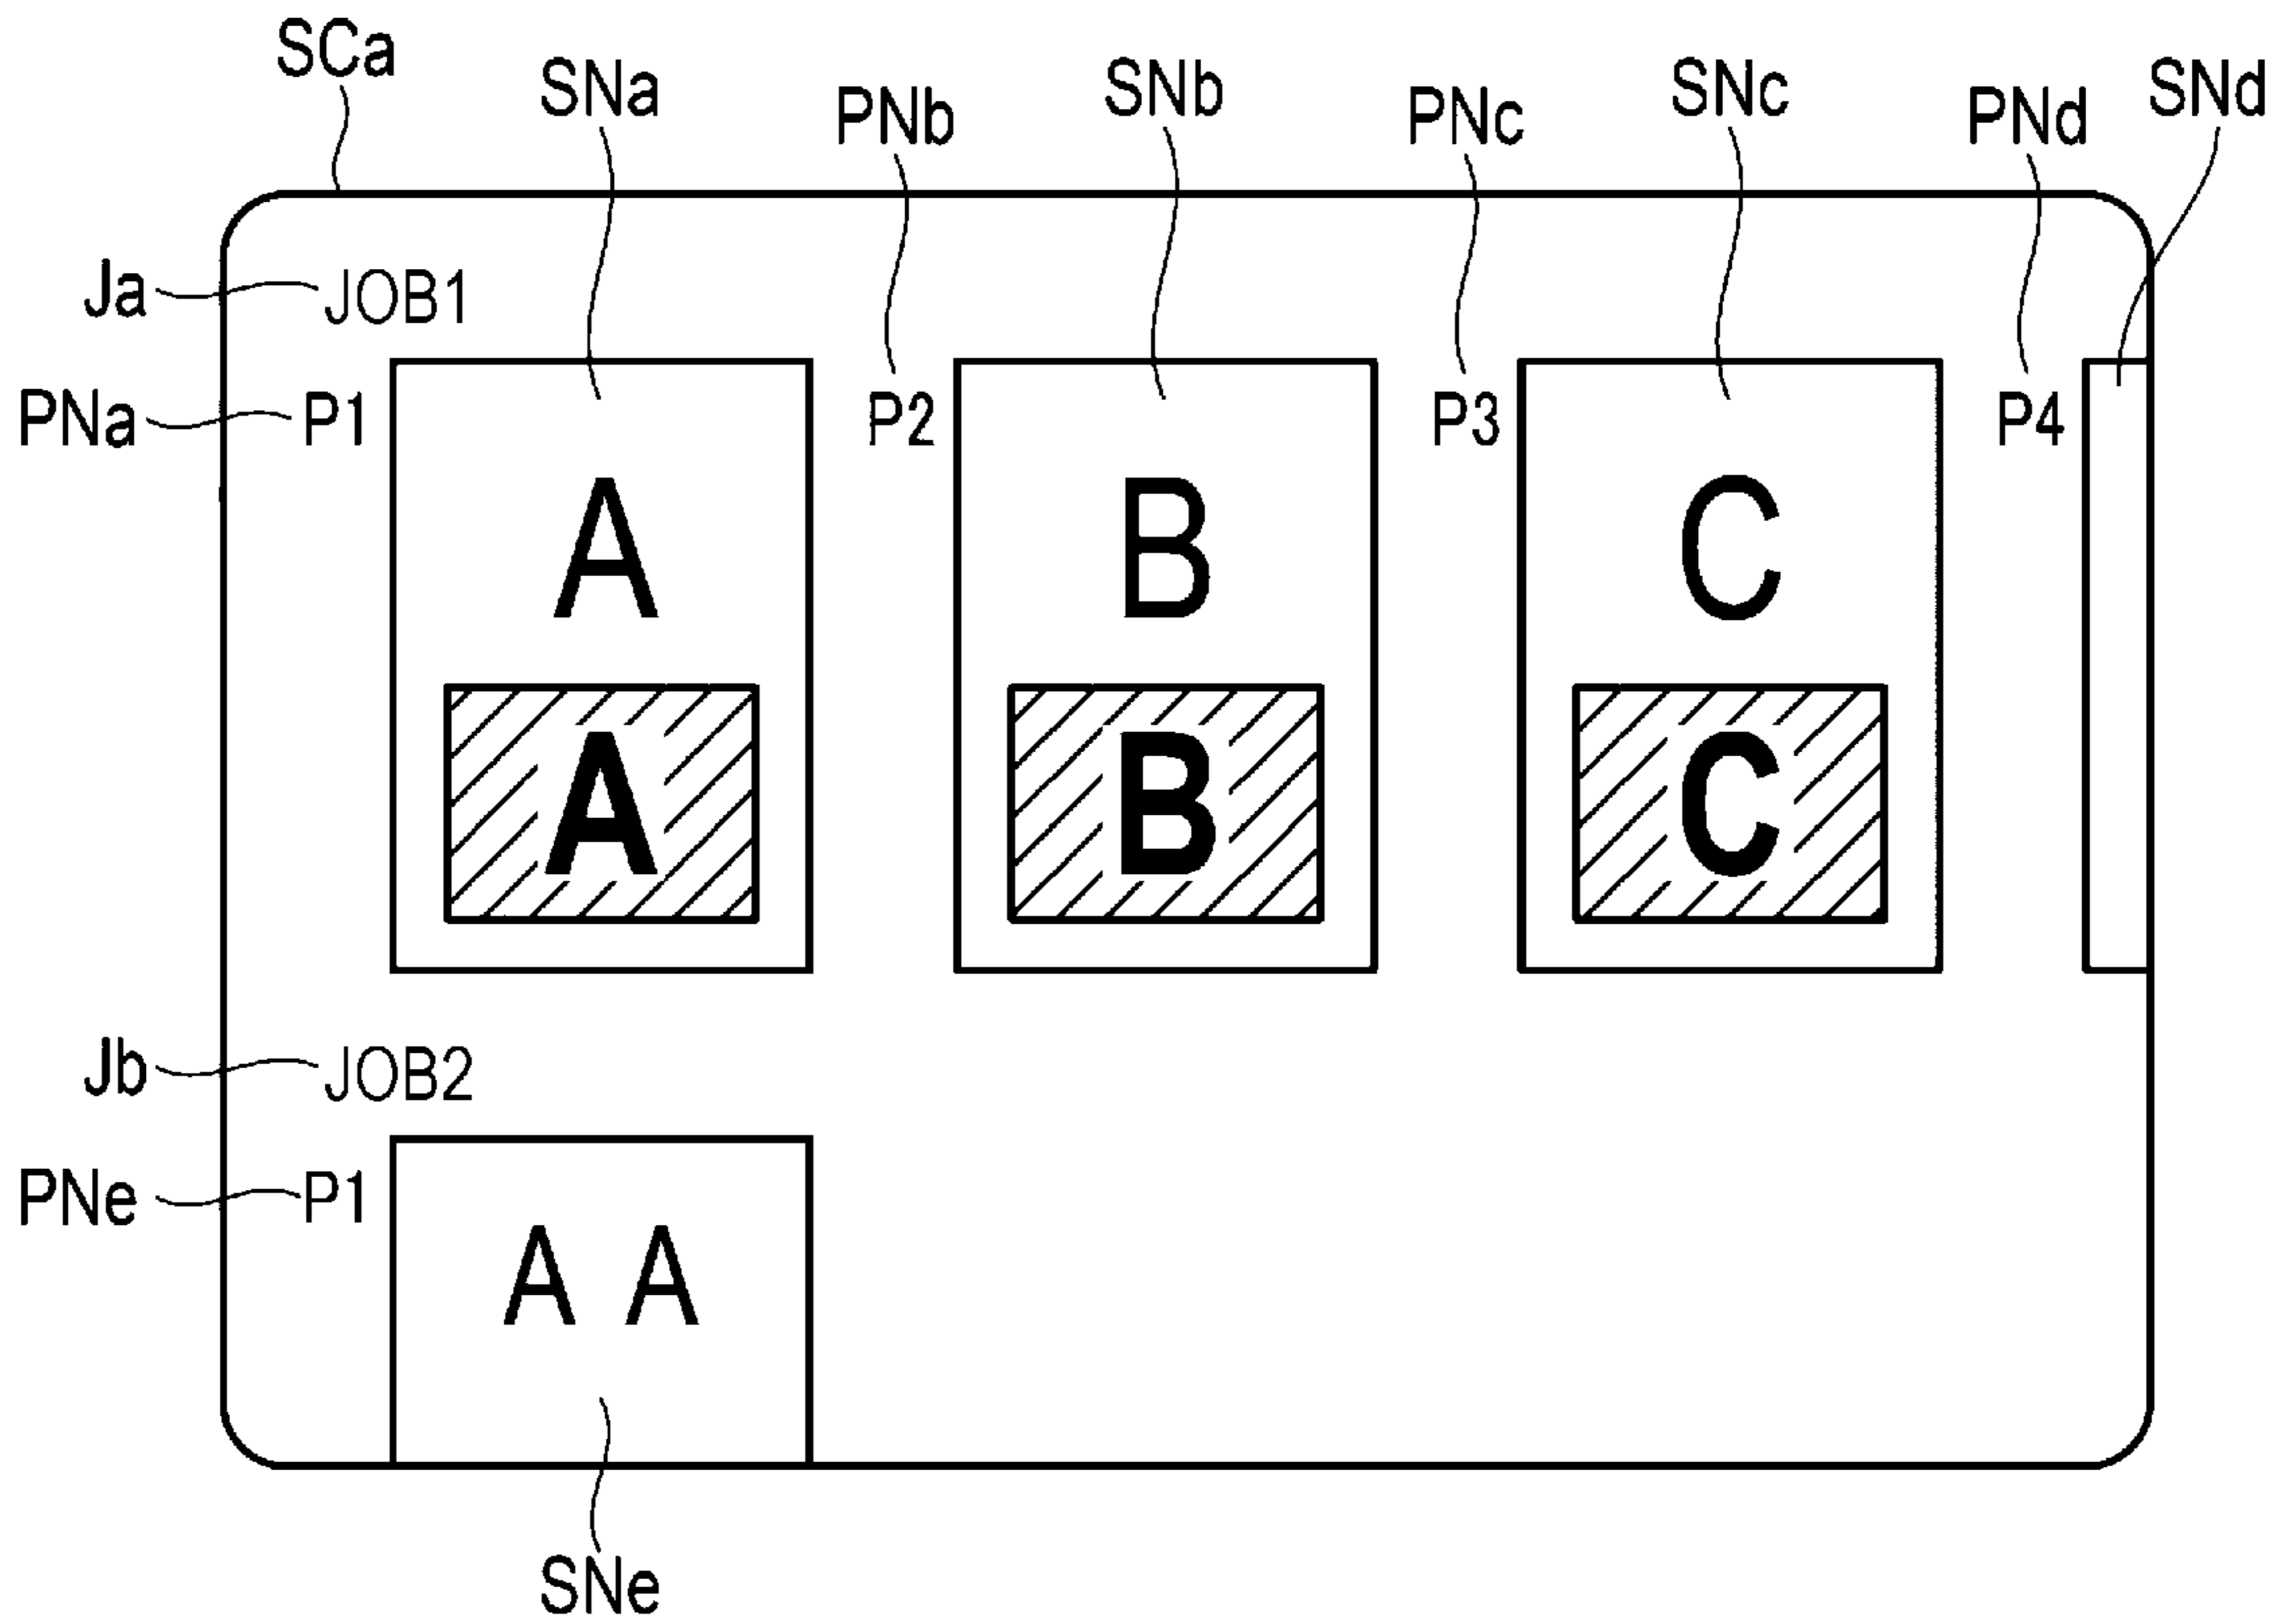 SCa
SNa
SNb
SNc
SNd
PNb
PNc
PNd
Ja
JOB1
PNa
P1
P2
P3
P4
A
B
C
A
B
C
Jb
JOB2
PNe
P1
A A
SNe